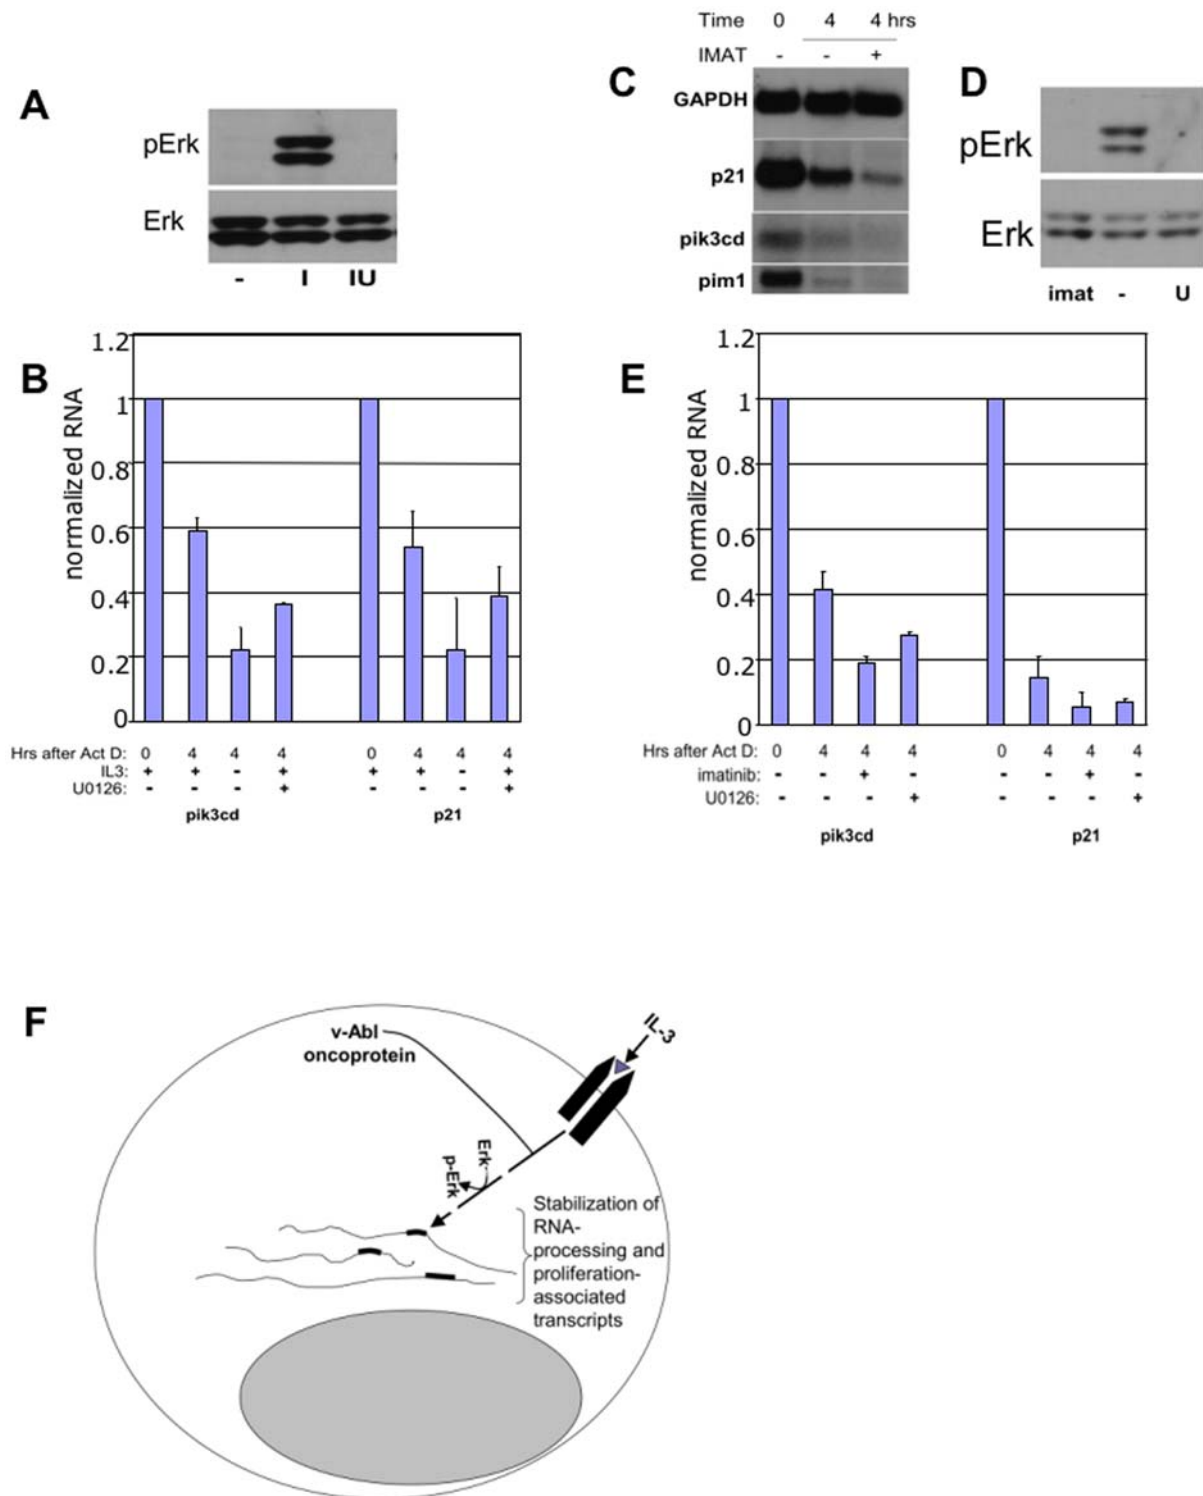 A
pErk
Erk
- I IU
C
Time 0 4 4 hrs
IMAT - - +
GAPDH
p21
pik3cd
pim1
D
pErk
Erk
imat - U
B
normalized RNA
1.2
1
0.8
0.6
0.4
0.2
0
Hrs after Act D: 0 4 4 4 0 4 4 4
IL3: + + - + + + - +
U0126: - - - + - - - +
pik3cd p21
E
normalized RNA
1.2
1
0.8
0.6
0.4
0.2
0
Hrs after Act D: 0 4 4 4 0 4 4 4
imatinib: - - + - - - + -
U0126: - - - + - - - +
pik3cd p21
F
v-Abl
oncoprotein
IL-3
Erk
p-Erk
Stabilization of
RNA-
processing and
proliferation-
associated
transcripts